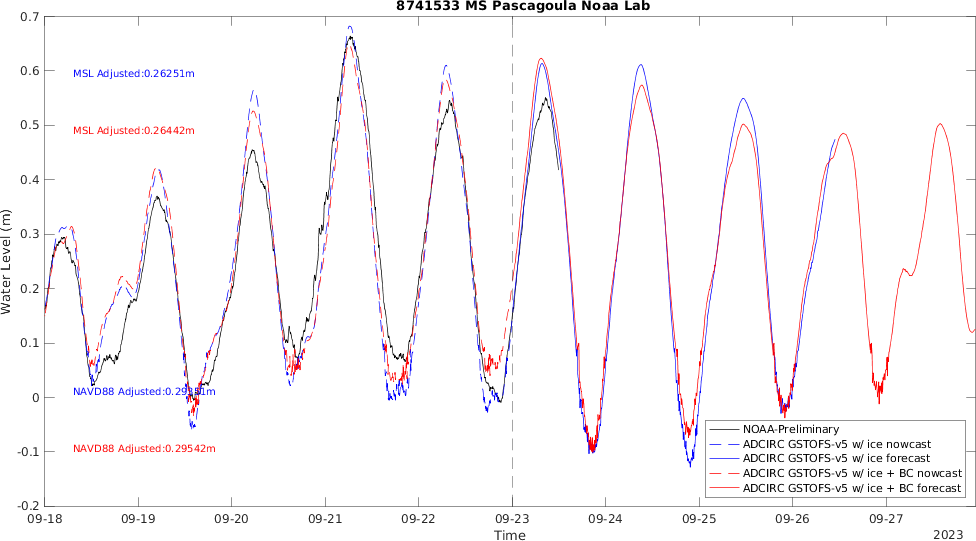 8741533 MS Pascagoula Noaa Lab
0.7
0.6
0.5
0.4
0.3
0.2
0.1
0
-0.1
-0.2
Water Level (m)
MSL Adjusted:0.26251m
MSL Adjusted:0.26442m
NAVD88 Adjusted:0.29351m
NAVD88 Adjusted:0.29542m
NOAA-Preliminary
ADCIRC GSTOFS-v5 w/ ice nowcast
ADCIRC GSTOFS-v5 w/ ice forecast
ADCIRC GSTOFS-v5 w/ ice + BC nowcast
ADCIRC GSTOFS-v5 w/ ice + BC forecast
09-18 09-19 09-20 09-21 09-22 09-23 09-24 09-25 09-26 09-27
Time
2023